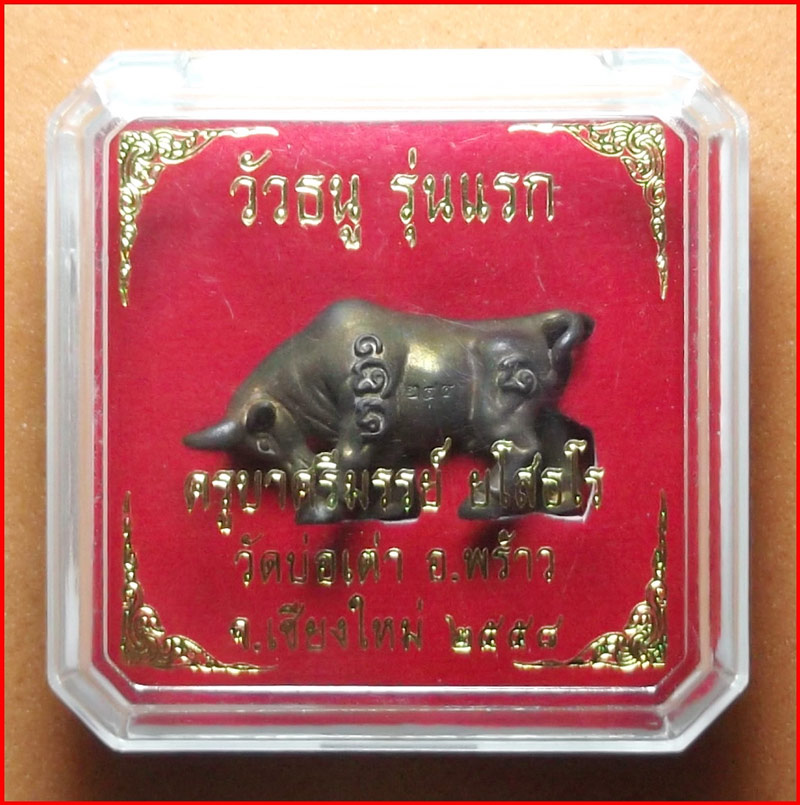 วัวธนู รุ่นแรก
ครูบาศรีมรรย์ ยโสธโร
วัดบ่อเต่า อ.พร้าว
จ.เชียงใหม่ ๒๕๕๘